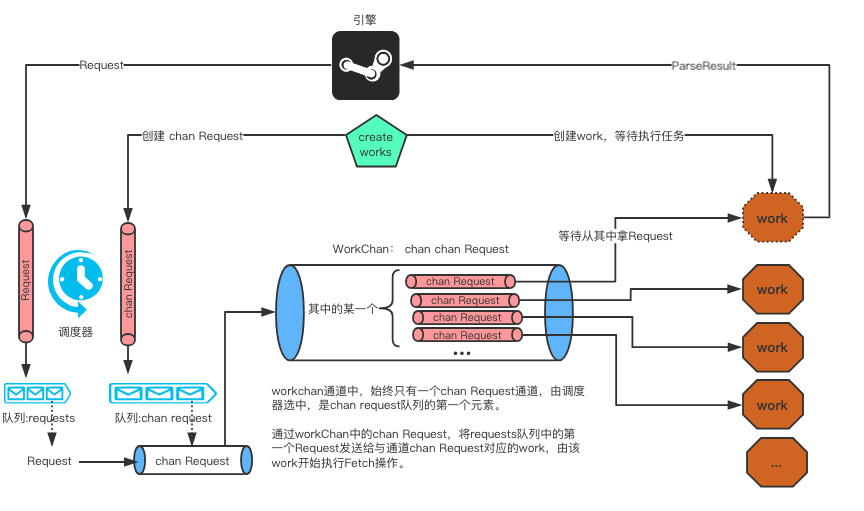 引擎
Request
ParseResult
create
works
创建 chan Request
创建work，等待执行任务
work
等待从其中拿Request
Request
调度器
chan Request
WorkChan： chan chan Request
其中的某一个
chan Request
chan Request
chan Request
chan Request
...
work
work
work
...
队列:requests
队列:chan request
Request
chan Request
workchan通道中，始终只有一个chan Request通道，由调度
器选中，是chan request队列的第一个元素。
通过workChan中的chan Request，将requests队列中的第
一个Request发送给与通道chan Request对应的work，由该
work开始执行Fetch操作。